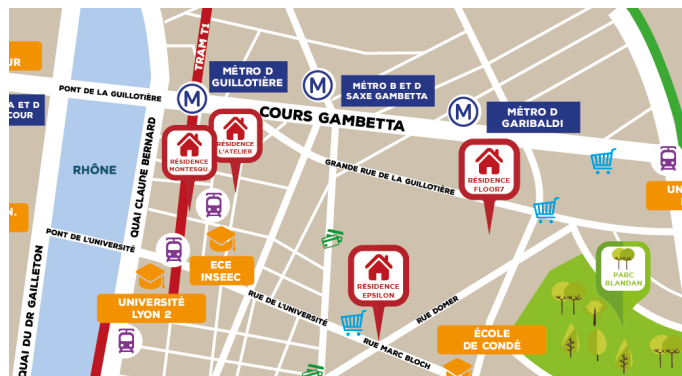 UR
TRAM T1
MÉTRO D
GUILLOTIÈRE
MÉTRO B ET D
SAXE GAMBETTA
PONT DE LA GUILLOTIÈRE
M
M
M
A ET D
COUR
COURS GAMBETTA
MÉTRO D
GARIBALDI
QUAI CLAUDE BERNARD
RÉSIDENCE
L'ATELIER
RÉSIDENCE
MONTESQU.
RHÔNE
GRANDE RUE DE LA GUILLOTIÈRE
RÉSIDENCE
FLOOR7
UN
N.
PONT DE L'UNIVERSITÉ
ECE
INSEEC
PARC
BLANDAN
RÉSIDENCE
EPSILON
UNIVERSITÉ
LYON 2
RUE DE L'UNIVERSITÉ
RUE DOMER
QUAI DU DR GAILLETON
ÉCOLE
DE CONDÉ
RUE MARC BLOCH